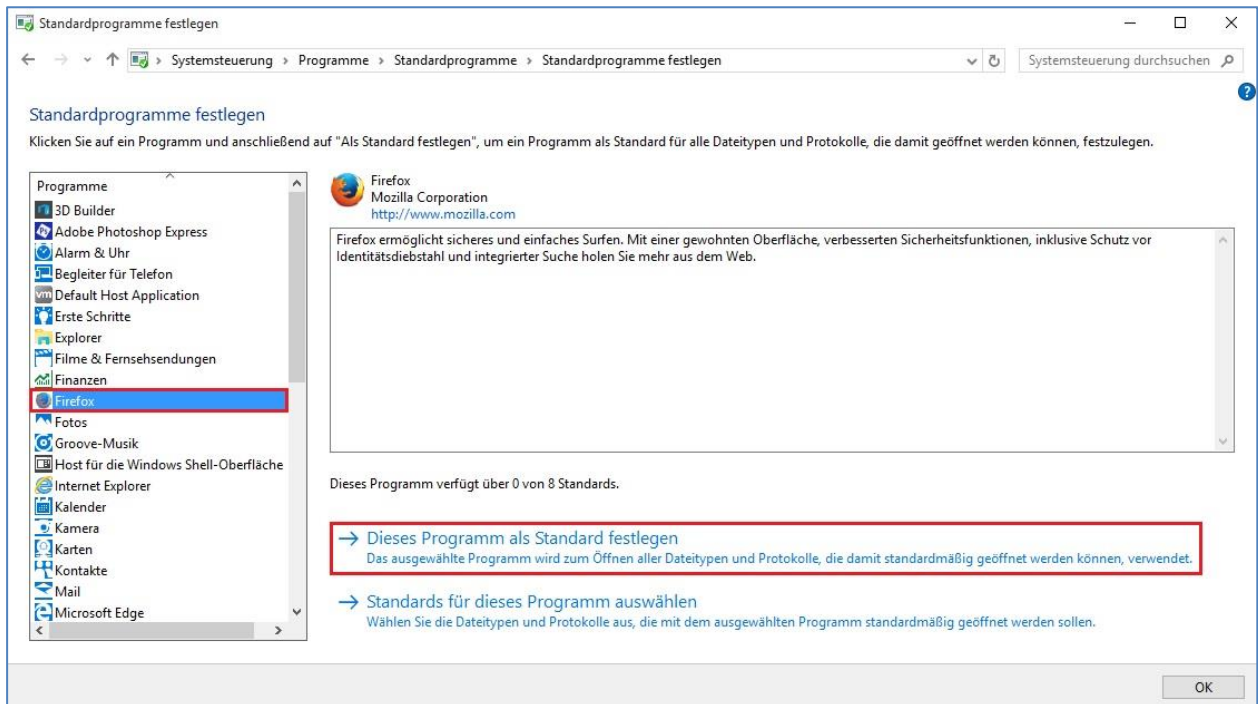 Standardprogramme festlegen
Systemsteuerung > Programme > Standardprogramme > Standardprogramme festlegen
Systemsteuerung durchsuchen
Standardprogramme festlegen
Klicken Sie auf ein Programm und anschließend auf "Als Standard festlegen", um ein Programm als Standard für alle Dateitypen und Protokolle, die damit geöffnet werden können, festzulegen.
Programme
3D Builder
Adobe Photoshop Express
Alarm & Uhr
Begleiter für Telefon
Default Host Application
Erste Schritte
Explorer
Filme & Fernsehsendungen
Finanzen
Firefox
Fotos
Groove-Musik
Host für die Windows Shell-Oberfläche
Internet Explorer
Kalender
Kamera
Karten
Kontakte
Mail
Microsoft Edge
Firefox
Mozilla Corporation
http://www.mozilla.com
Firefox ermöglicht sicheres und einfaches Surfen. Mit einer gewohnten Oberfläche, verbesserten Sicherheitsfunktionen, inklusive Schutz vor
Identitätsdiebstahl und integrierter Suche holen Sie mehr aus dem Web.
Dieses Programm verfügt über 0 von 8 Standards.
Dieses Programm als Standard festlegen
Das ausgewählte Programm wird zum Öffnen aller Dateitypen und Protokolle, die damit standardmäßig geöffnet werden können, verwendet.
Standards für dieses Programm auswählen
Wählen Sie die Dateitypen und Protokolle aus, die mit dem ausgewählten Programm standardmäßig geöffnet werden sollen.
OK